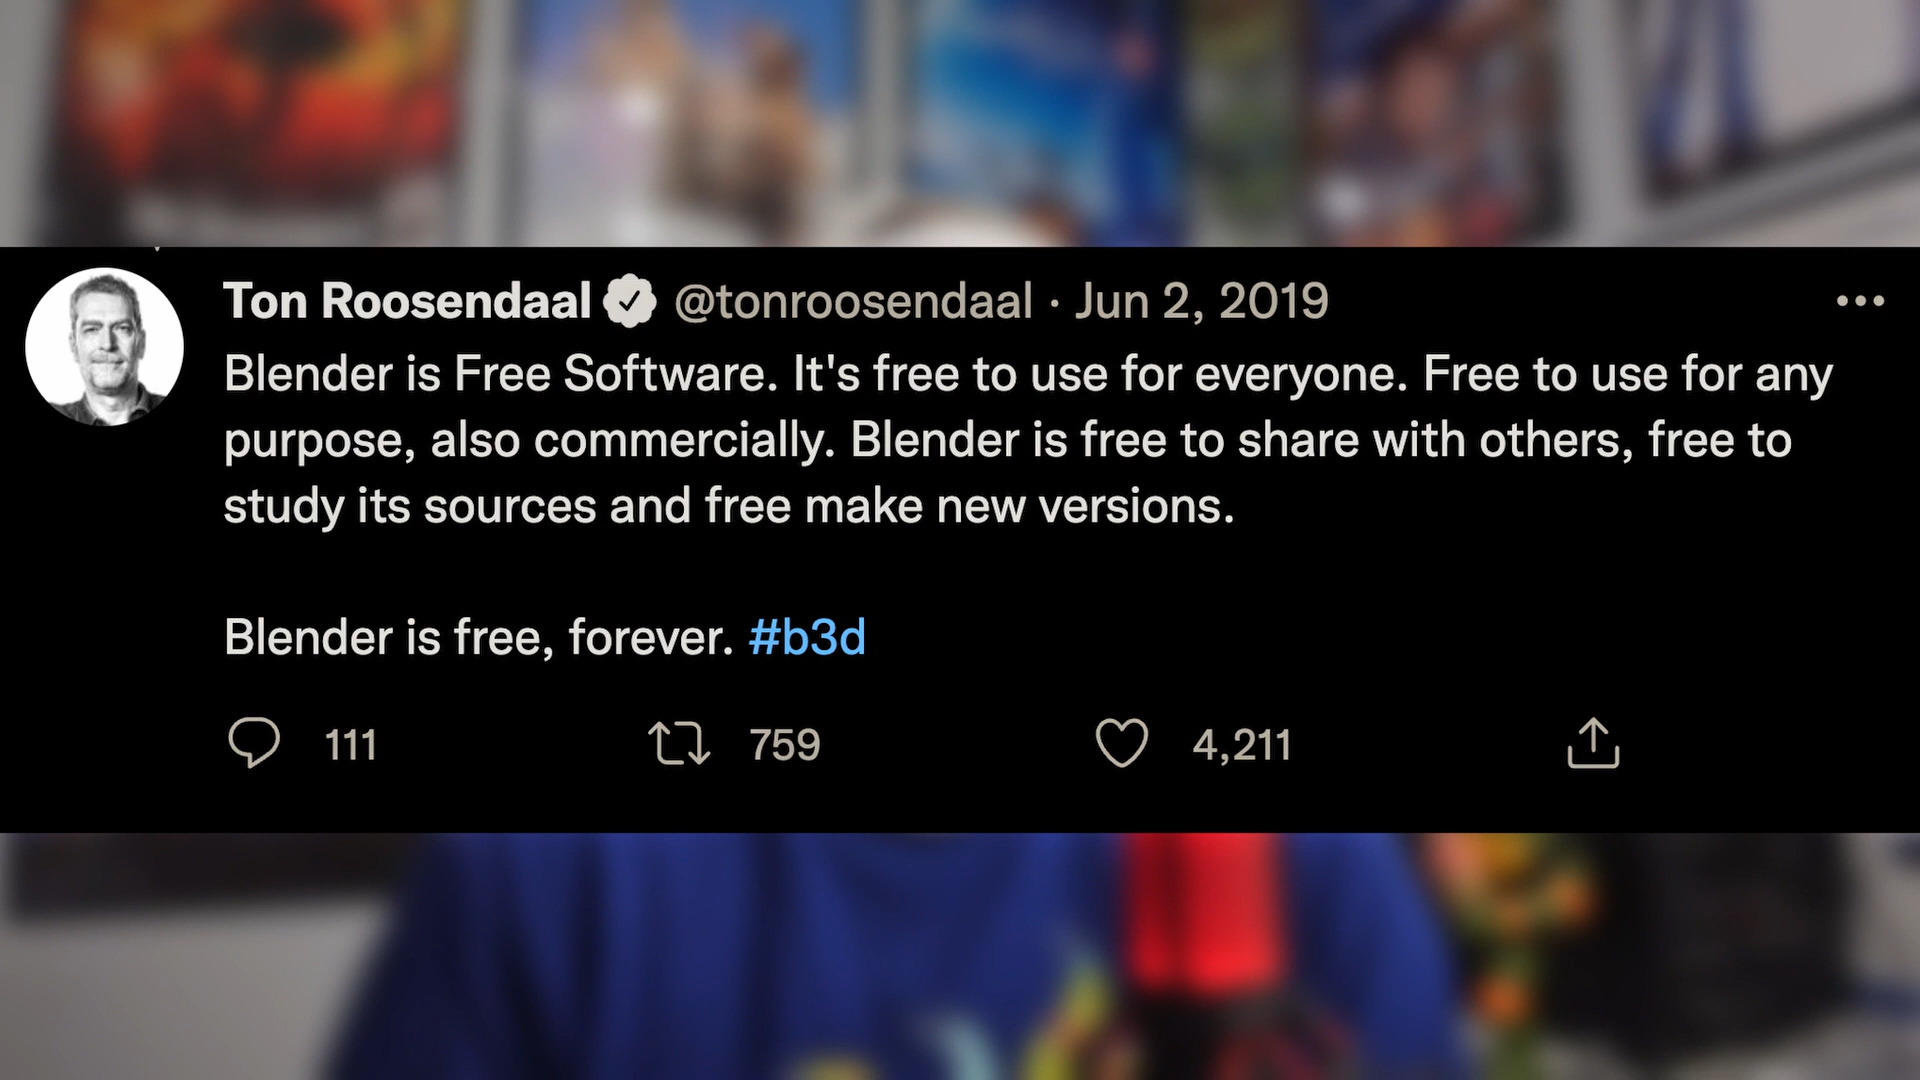 Ton Roosendaal @tonroosendaal · Jun 2, 2019
Blender is Free Software. It's free to use for everyone. Free to use for any
purpose, also commercially. Blender is free to share with others, free to
study its sources and free make new versions.
Blender is free, forever. #b3d
111 759 4,211